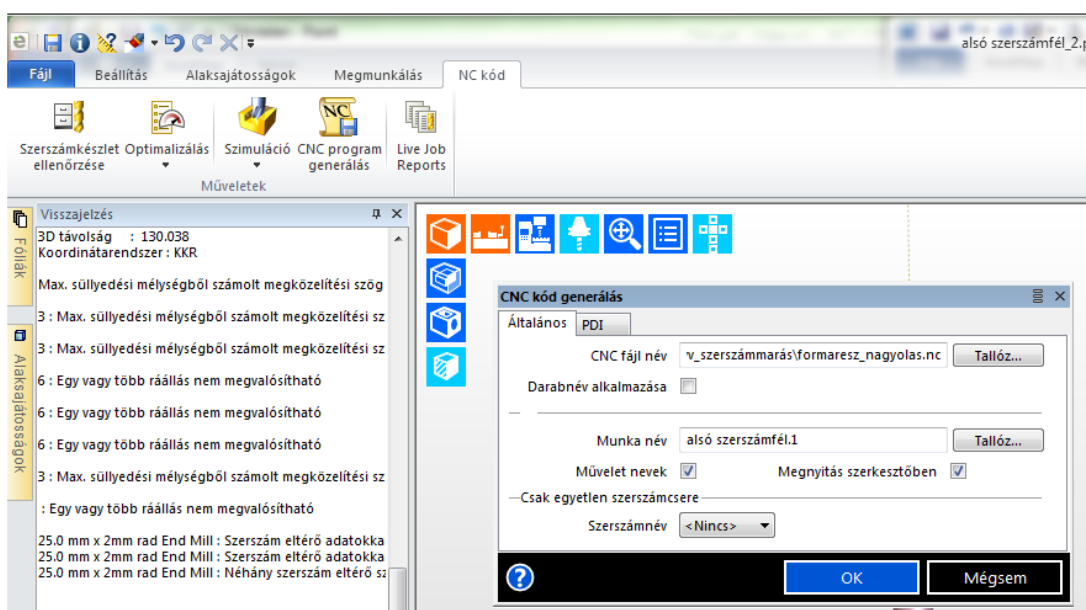 alsó szerszámfél_2.p
Fájl Beállítás Alaksajátosságok Megmunkálás NC kód
NC
Szerszámkészlet ellenőrzése Optimalizálás Szimuláció CNC program generálás Live Job Reports
Műveletek
Fóliák
Alaksajátosságok
Visszajelzés
3D távolság : 130.038
Koordinátarendszer : KKR
Max. süllyedési mélységből számolt megközelítési szög
3 : Max. süllyedési mélységből számolt megközelítési sz
3 : Max. süllyedési mélységből számolt megközelítési sz
6 : Egy vagy több ráállás nem megvalósítható
6 : Egy vagy több ráállás nem megvalósítható
6 : Egy vagy több ráállás nem megvalósítható
3 : Max. süllyedési mélységből számolt megközelítési sz
: Egy vagy több ráállás nem megvalósítható
25.0 mm x 2mm rad End Mill : Szerszám eltérő adatokka
25.0 mm x 2mm rad End Mill : Szerszám eltérő adatokka
25.0 mm x 2mm rad End Mill : Néhány szerszám eltérő sz
CNC kód generálás
Általános PDI
CNC fájl név v_szerszámmarás\formaresz_nagyolas.nc Tallóz...
Darabnév alkalmazása
Munka név alsó szerszámfél.1 Tallóz...
Művelet nevek Megnyitás szerkesztőben
Csak egyetlen szerszámcsere
Szerszámnév <Nincs>
OK Mégsem